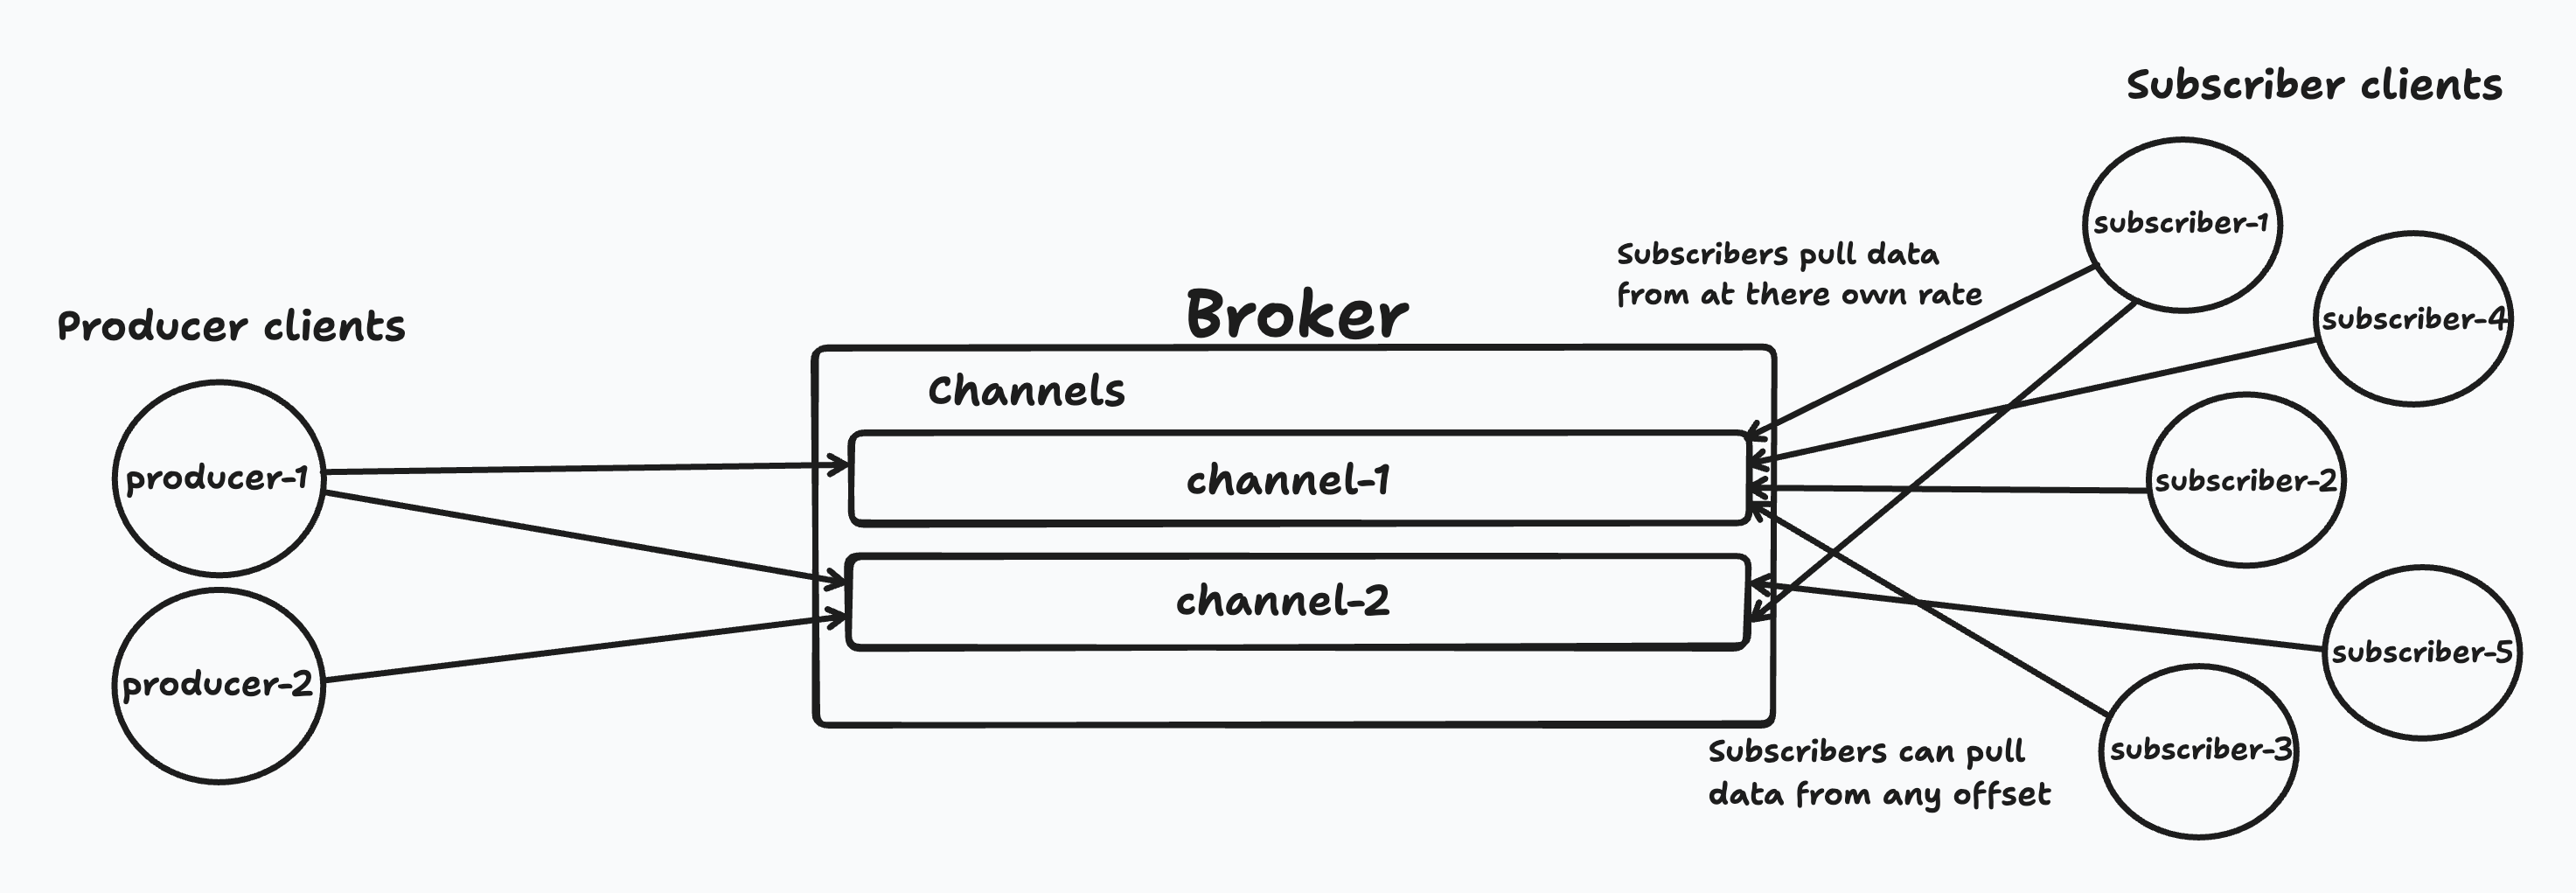 Subscriber clients
subscriber-1
Subscribers pull data
from at there own rate
subscriber-4
Broker
Producer clients
Channels
producer-1
channel-1
subscriber-2
channel-2
subscriber-5
producer-2
Subscribers can pull
data from any offset
subscriber-3